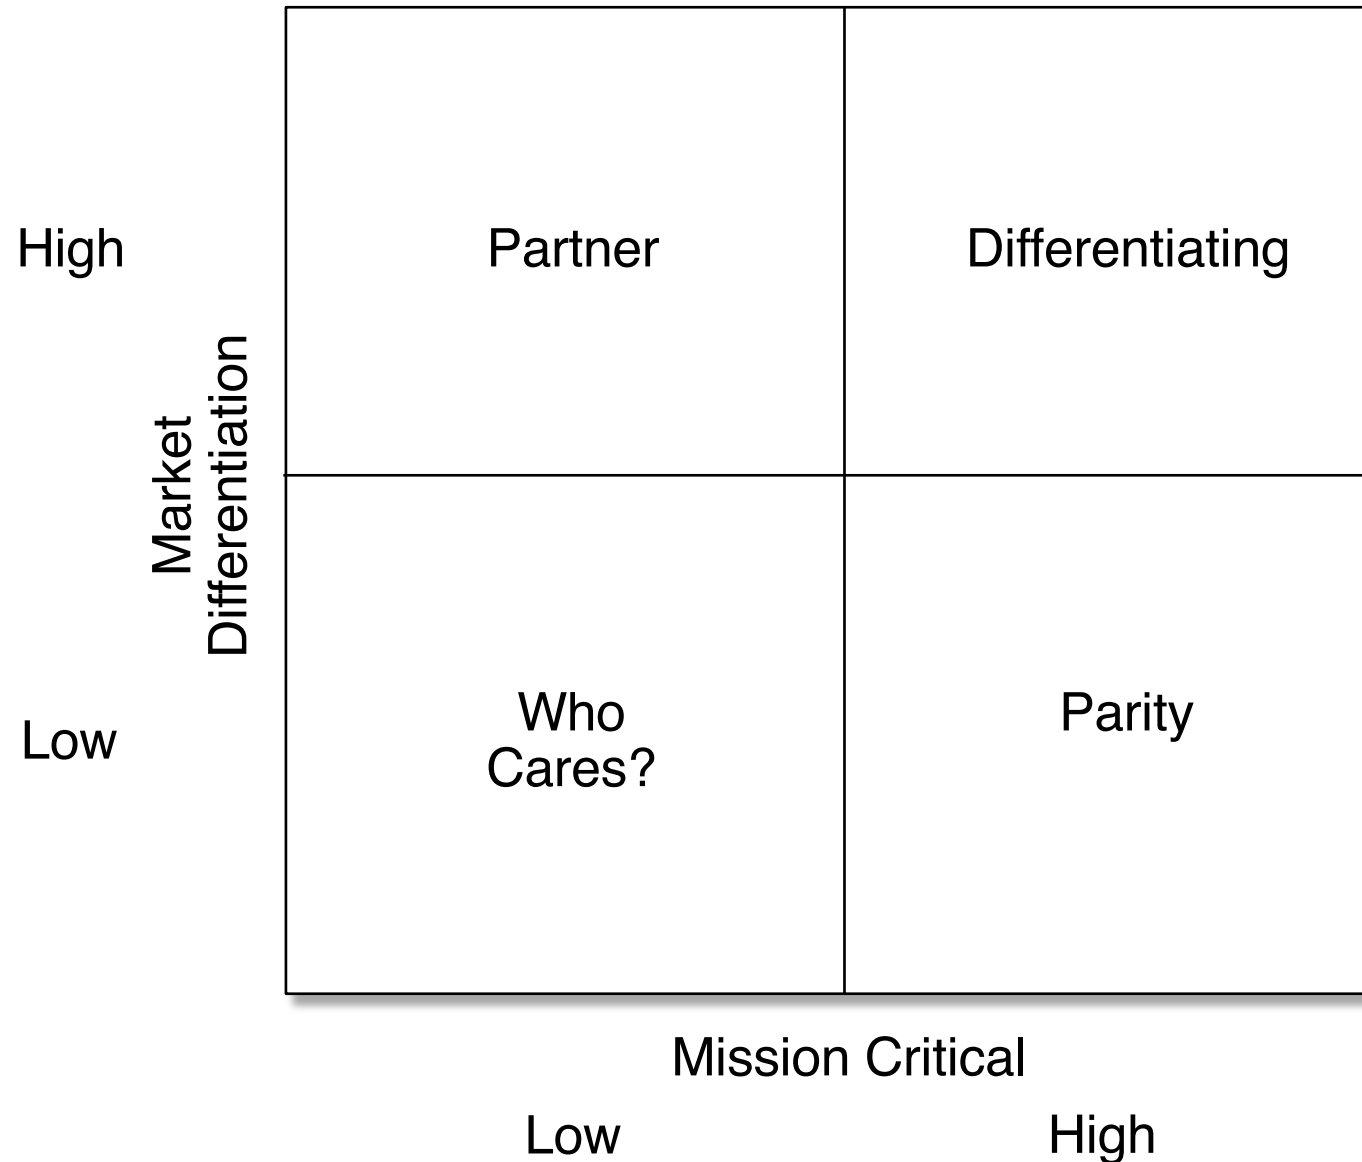 High
Partner
Differentiating
Market
Differentiation
Low
Who
Cares?
Parity
Mission Critical
Low
High